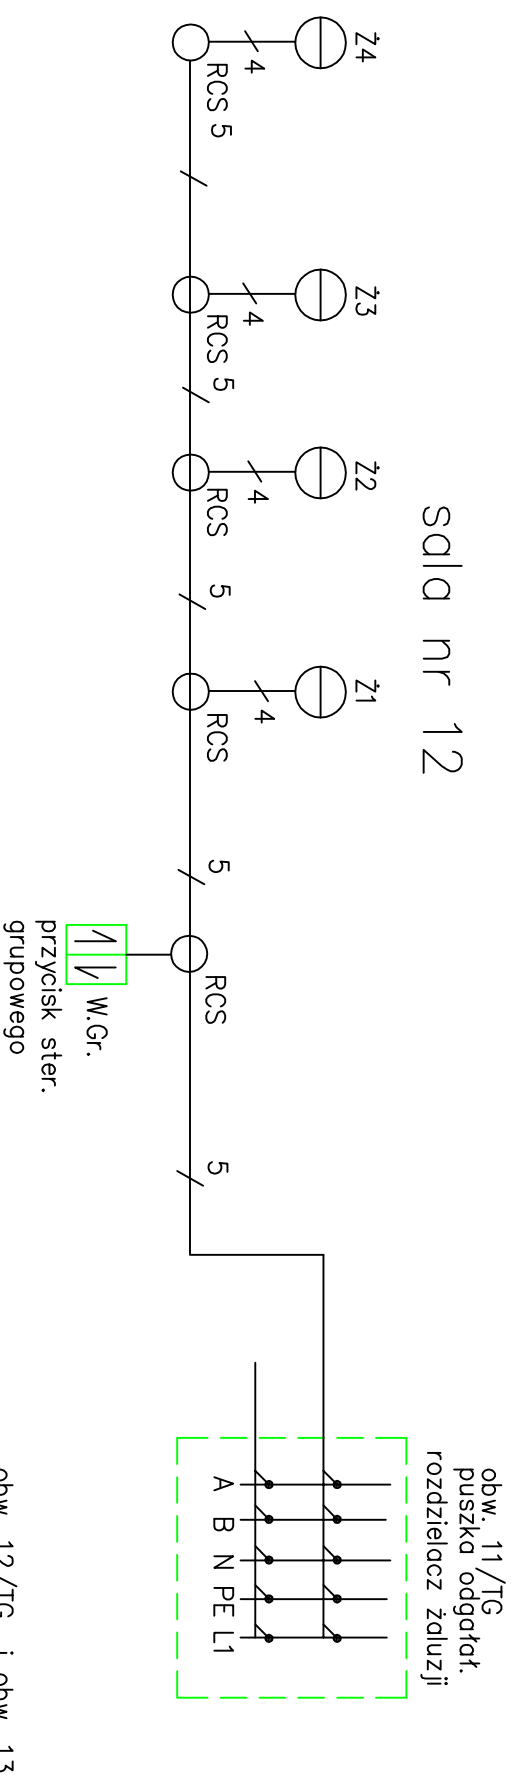 sala nr 12
Ż4
Ż3
Ż2
Ż1
4
4
4
4
RCS 5
RCS 5
RCS
5
RCS
5
RCS
5
W.Gr.
przycisk ster.
grupowego
obw. 11/TG
puszka odgałał.
rozdzielacz żaluzji
A
B
N
PE
L1
obw. 12/TG i obw. 13